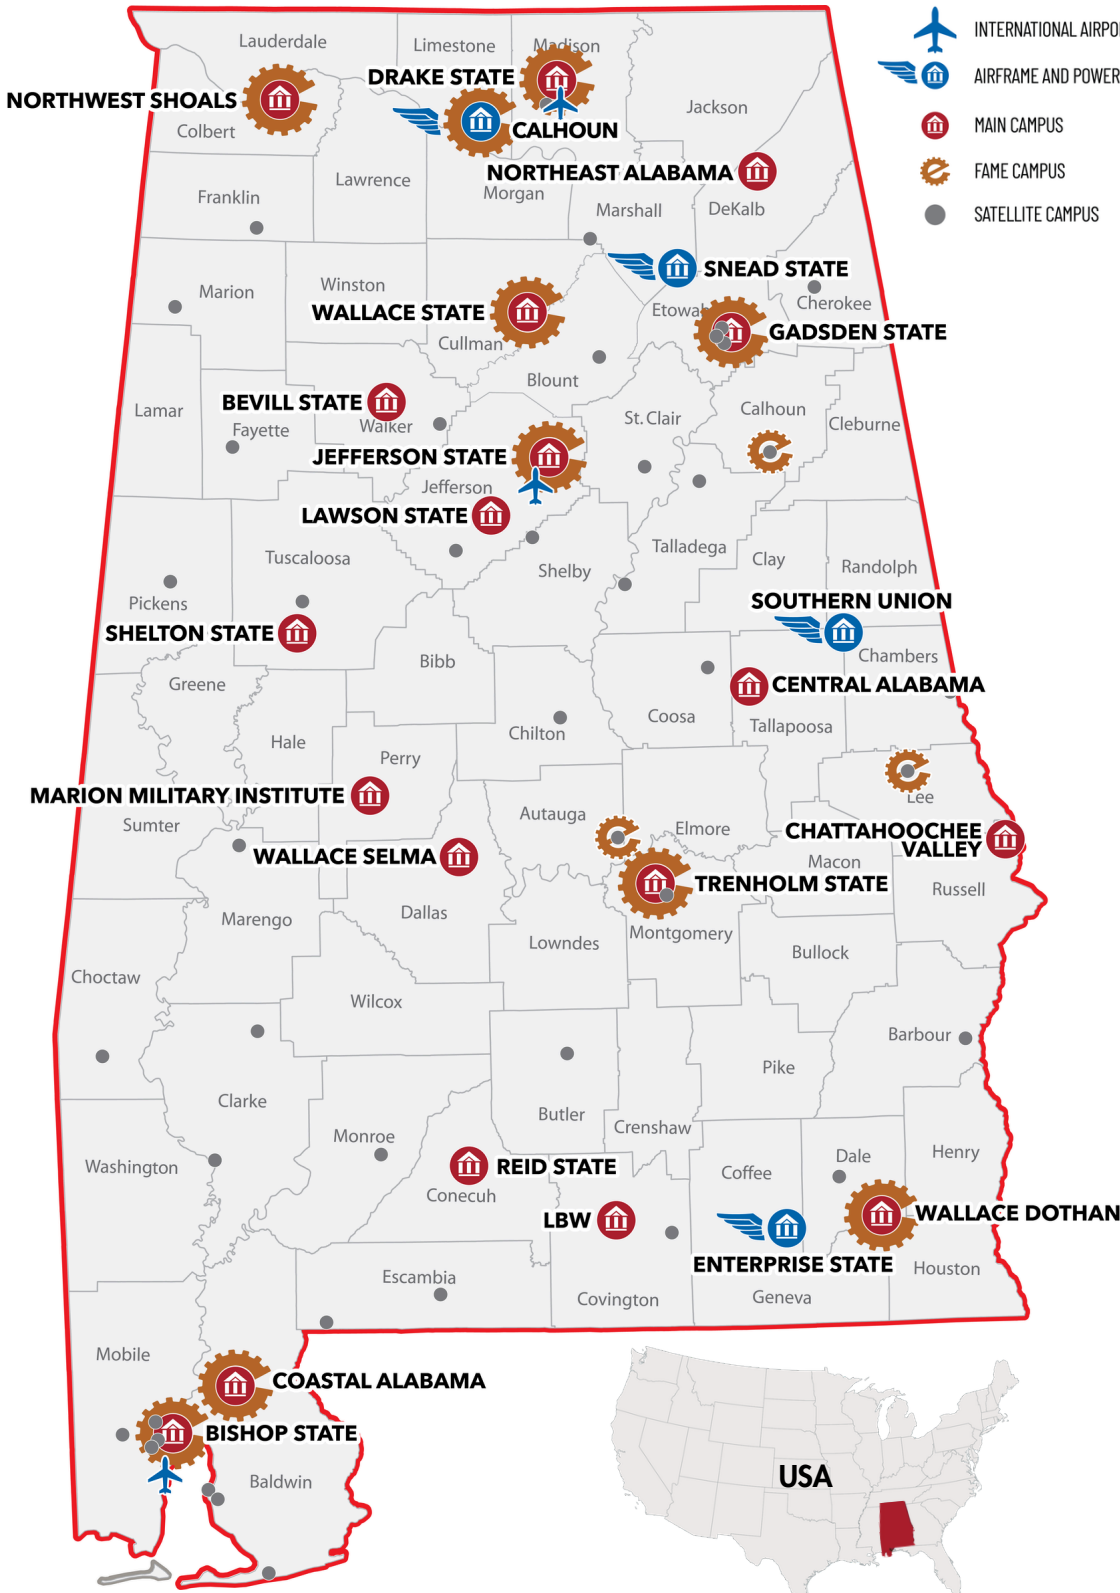 INTERNATIONAL AIRPO
AIRFRAME AND POWER
MAIN CAMPUS
FAME CAMPUS
SATELLITE CAMPUS
Lauderdale
Limestone
Madison
DRAKE STATE
NORTHWEST SHOALS
Jackson
Colbert
CALHOUN
NORTHEAST ALABAMA
Lawrence
Morgan
Franklin
Marshall
DeKalb
SNEAD STATE
Winston
Marion
WALLACE STATE
Etowah
Cherokee
GADSDEN STATE
Cullman
Blount
BEVILL STATE
Lamar
Fayette
Walker
St. Clair
Calhoun
Cleburne
JEFFERSON STATE
Jefferson
LAWSON STATE
Tuscaloosa
Shelby
Talladega
Clay
Randolph
Pickens
SOUTHERN UNION
SHELTON STATE
Bibb
Chambers
Greene
CENTRAL ALABAMA
Coosa
Tallapoosa
Hale
Chilton
Perry
MARION MILITARY INSTITUTE
Lee
Sumter
Autauga
Elmore
CHATTAHOOCHEE
VALLEY
WALLACE SELMA
Macon
TRENHOLM STATE
Russell
Marengo
Dallas
Lowndes
Montgomery
Bullock
Choctaw
Wilcox
Barbour
Pike
Clarke
Butler
Crenshaw
Monroe
Washington
REID STATE
Conecuh
Coffee
Dale
Henry
LBW
WALLACE DOTHAN
ENTERPRISE STATE
Houston
Escambia
Covington
Geneva
Mobile
COASTAL ALABAMA
BISHOP STATE
Baldwin
USA